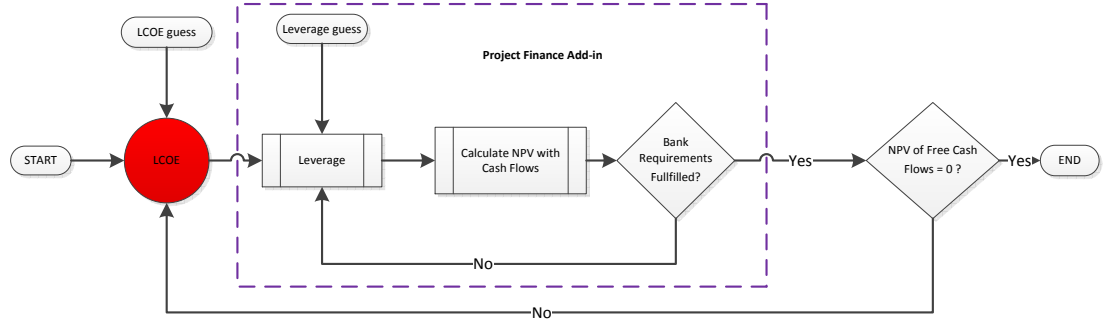 LCOE guess
Leverage guess
Project Finance Add-in
START
LCOE
Leverage
Calculate NPV with
Cash Flows
Bank
Requirements
Fullfilled?
Yes
NPV of Free Cash
Flows = 0 ?
Yes
END
No
No